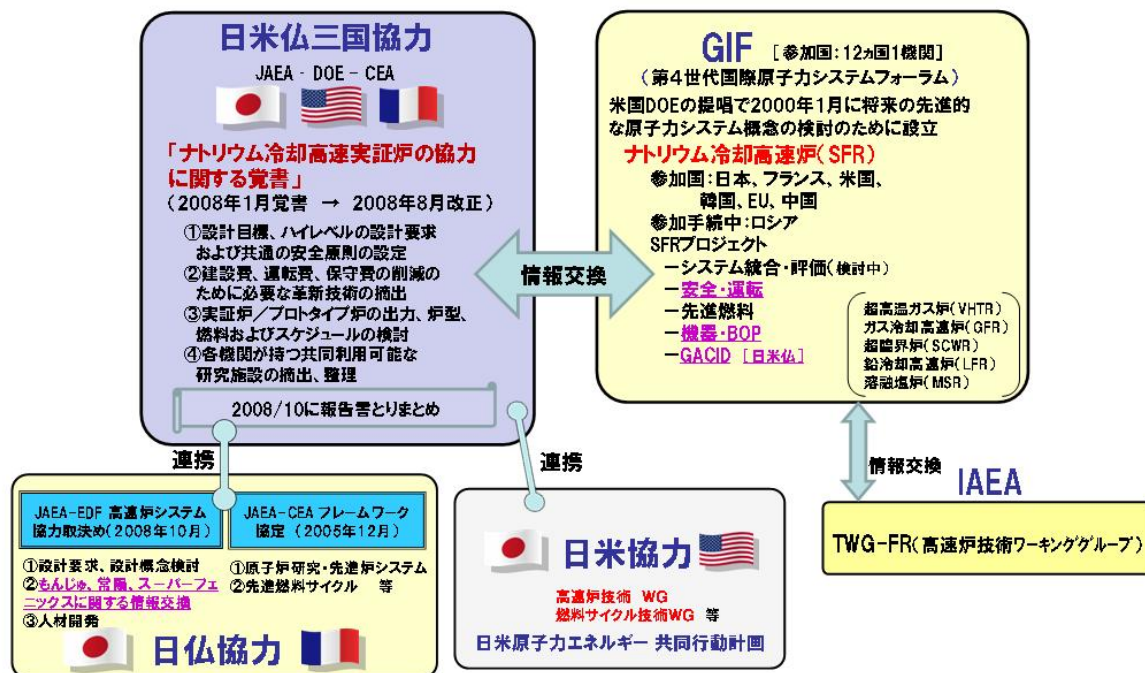 日米仏三国協力
JAEA - DOE - CEA
「ナトリウム冷却高速実証炉の協力
に関する覚書」
(2008年1月覚書 → 2008年8月改正)
①設計目標、ハイレベルの設計要求
および共通の安全原則の設定
②建設費、運転費、保守費の削減の
ために必要な革新技術の摘出
③実証炉/プロトタイプ炉の出力、炉型、
燃料およびスケジュールの検討
④各機関が持つ共同利用可能な
研究施設の摘出、整理
2008/10に報告書とりまとめ
情報交換
GIF [参加国:12ヵ国1機関]
(第4世代国際原子力システムフォーラム)
米国DOEの提唱で2000年1月に将来の先進的
な原子力システム概念の検討のために設立
ナトリウム冷却高速炉(SFR)
参加国:日本、フランス、米国、
韓国、EU、中国
参加手続中:ロシア
SFRプロジェクト
-システム統合・評価(検討中)
-安全・運転
-先進燃料
-機器・BOP
-GACID [日米仏]
超高温ガス炉(VHTR)
ガス冷却高速炉(GFR)
超臨界炉(SCWR)
鉛冷却高速炉(LFR)
溶融塩炉(MSR)
連携
連携
情報交換
IAEA
TWG-FR(高速炉技術ワーキンググループ)
JAEA-EDF 高速炉システム
協力取決め(2008年10月)
①設計要求、設計概念検討
②もんじゅ、常陽、スーパーフェ
ニックスに関する情報交換
③人材開発
JAEA-CEA フレームワーク
協定 (2005年12月)
①原子炉研究・先進炉システム
②先進燃料サイクル 等
日仏協力
日米協力
高速炉技術 WG
燃料サイクル技術WG 等
日米原子力エネルギー 共同行動計画